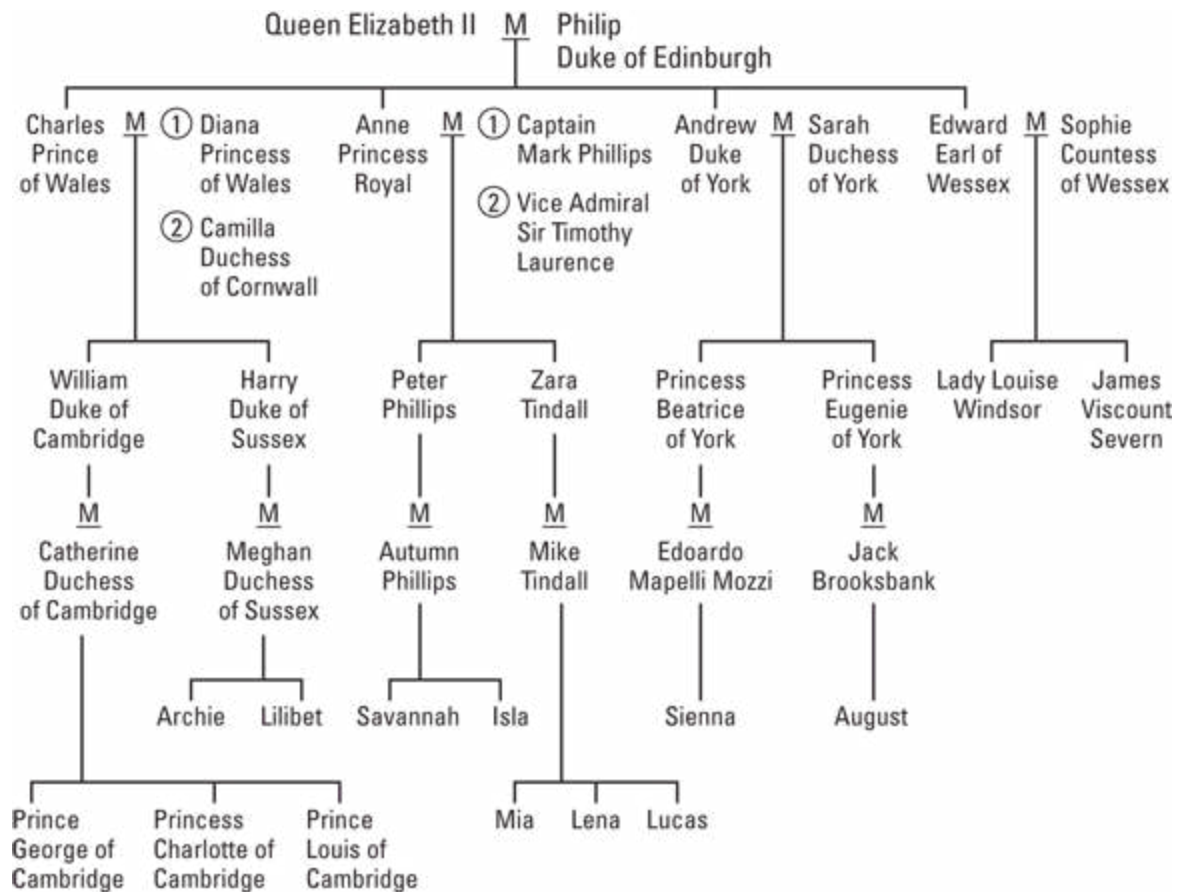 Queen Elizabeth II M Philip
Duke of Edinburgh
Charles
Prince
of Wales
M
① Diana
Princess
of Wales
② Camilla
Duchess
of Cornwall
Anne
Princess
Royal
M
① Captain
Mark Phillips
② Vice Admiral
Sir Timothy
Laurence
Andrew
Duke
of York
M
Sarah
Duchess
of York
Edward
Earl of
Wessex
M
Sophie
Countess
of Wessex
William
Duke of
Cambridge
Harry
Duke of
Sussex
Peter
Phillips
Zara
Tindall
Princess
Beatrice
of York
Princess
Eugenie
of York
Lady Louise
Windsor
James
Viscount
Severn
M
Catherine
Duchess
of Cambridge
M
Meghan
Duchess
of Sussex
M
Autumn
Phillips
M
Mike
Tindall
M
Edoardo
Mapelli Mozzi
M
Jack
Brooksbank
Archie
Lilibet
Savannah
Isla
Sienna
August
Prince
George of
Cambridge
Princess
Charlotte of
Cambridge
Prince
Louis of
Cambridge
Mia
Lena
Lucas